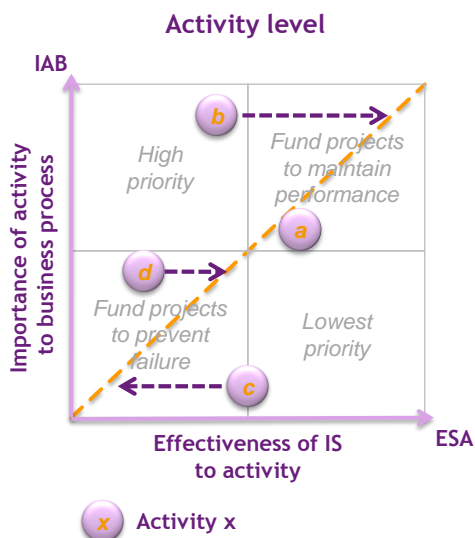 Activity level
IAB
Importance of activity
to business process
b
High
priority
Fund projects
to maintain
performance
a
d
Fund projects
to prevent
failure
Lowest
priority
c
Effectiveness of IS
to activity
ESA
x
Activity x